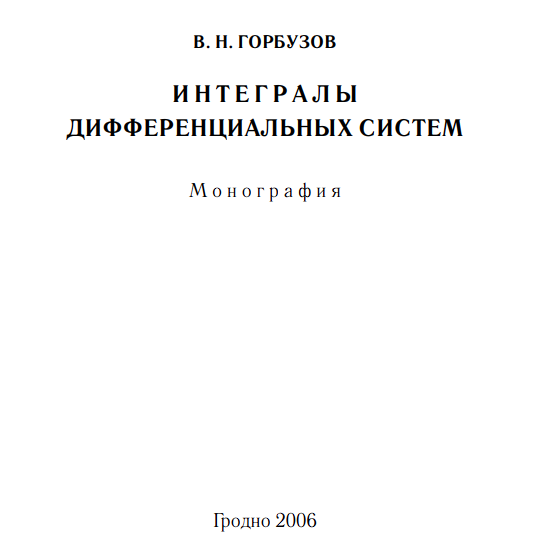 В. Н. ГОРБУЗОВ
ИНТЕГРАЛЫ
ДИФФЕРЕНЦИАЛЬНЫХ СИСТЕМ
Монография
Гродно 2006